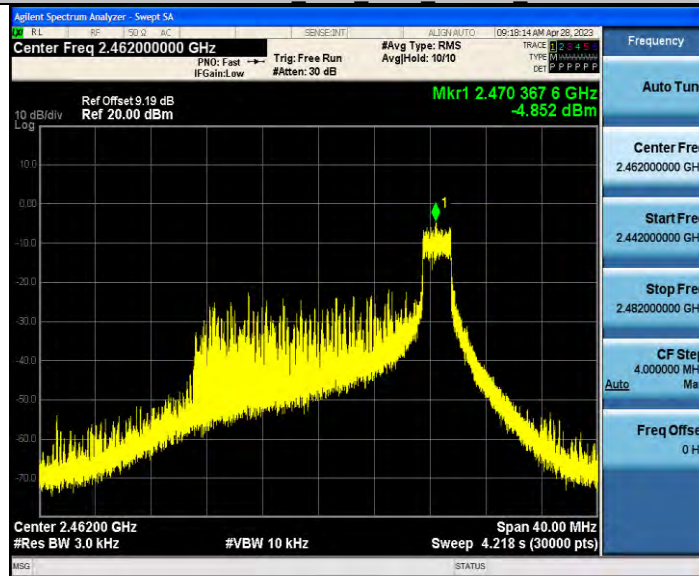 Agilent Spectrum Analyzer - Swept SA
RL RF 50 Ω AC SENSE:INT ALIGN AUTO 09:18:14 AM Apr 28, 2023
Center Freq 2.462000000 GHz
PNO: Fast Trig: Free Run #Avg Type: RMS TRACE 1 2 3 4 5 6
IFGain:Low #Atten: 30 dB Avg|Hold: 10/10 TYPE M
DET P P P P P P
Mkr1 2.470 367 6 GHz
-4.852 dBm
Ref Offset 9.19 dB
10 dB/div Ref 20.00 dBm
Log
1
10.0
0.00
-10.0
-20.0
-30.0
-40.0
-50.0
-60.0
-70.0
Center 2.46200 GHz Span 40.00 MHz
#Res BW 3.0 kHz #VBW 10 kHz Sweep 4.218 s (30000 pts)
MSG STATUS
Frequency
Auto Tun
Center Fre
2.462000000 GH
Start Fre
2.442000000 GH
Stop Fre
2.482000000 GH
CF Ste
4.000000 MH
Auto Ma
Freq Offse
0 H